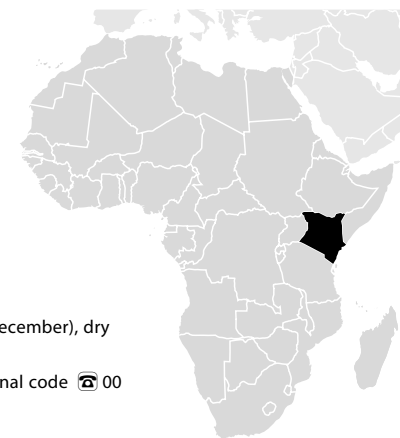 ecember), dry
nal code ☎ 00